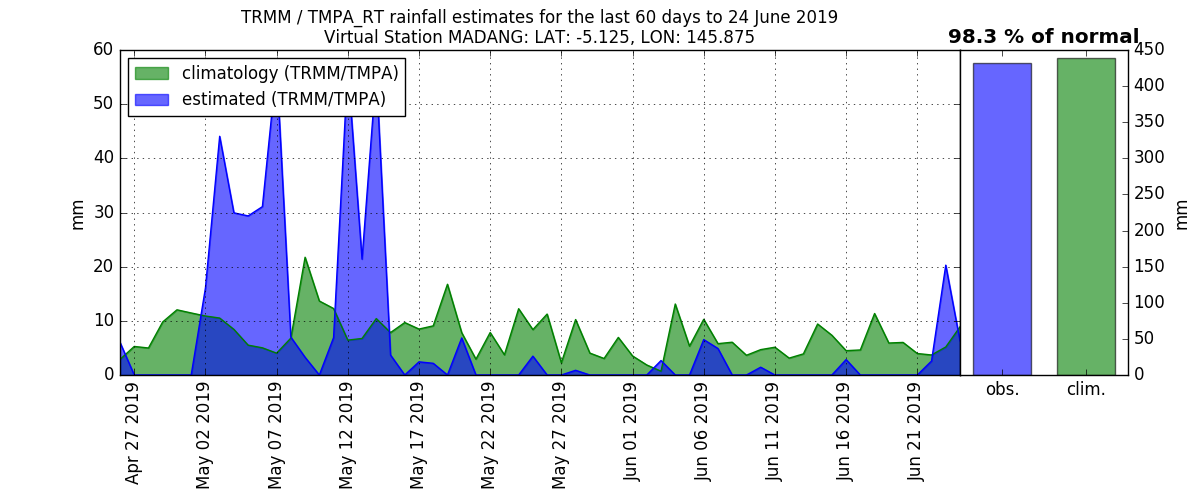 TRMM / TMPA_RT rainfall estimates for the last 60 days to 24 June 2019
Virtual Station MADANG: LAT: -5.125, LON: 145.875
98.3 % of normal
climatology (TRMM/TMPA)
estimated (TRMM/TMPA)
60
50
40
30
20
10
0
mm
Apr 27 2019
May 02 2019
May 07 2019
May 12 2019
May 17 2019
May 22 2019
May 27 2019
Jun 01 2019
Jun 06 2019
Jun 11 2019
Jun 16 2019
Jun 21 2019
obs.
clim.
450
400
350
300
250
200
150
100
50
0
mm